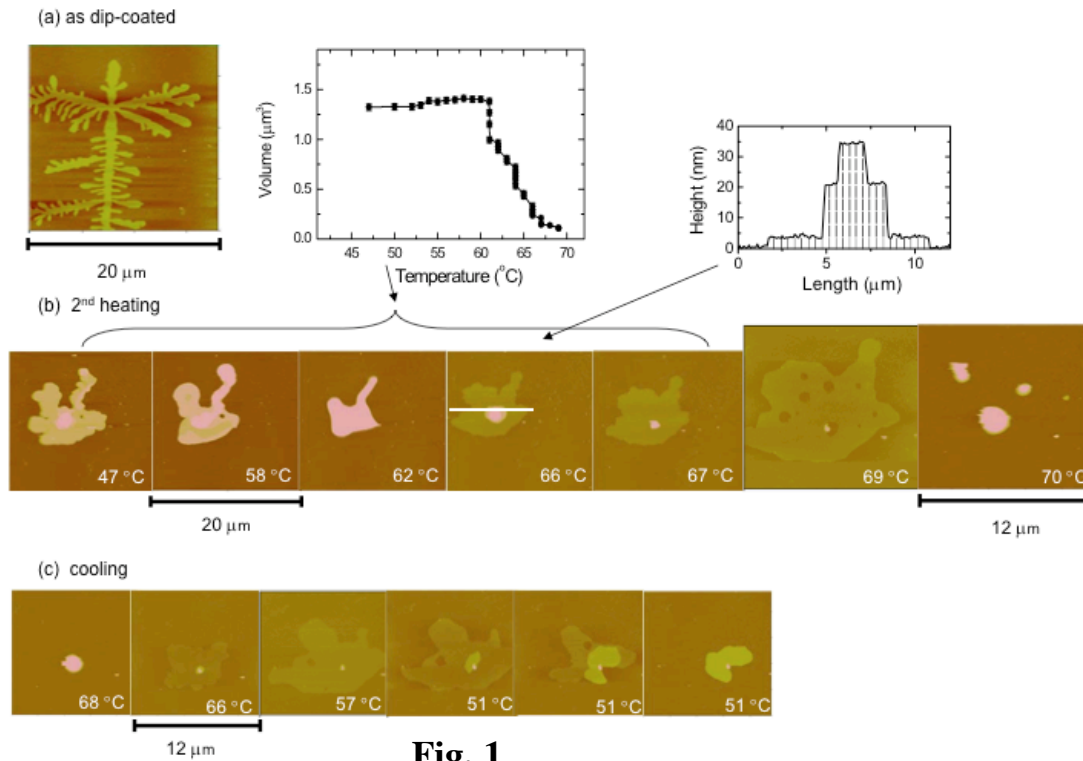 (a) as dip-coated
20 μm
Volume (μm³)
1.5
1.0
0.5
0.0
45 50 55 60 65 70
Temperature (°C)
Height (nm)
40
30
20
10
0
0 5 10
Length (μm)
(b) 2nd heating
47 °C 58 °C 62 °C 66 °C 67 °C 69 °C 70 °C
20 μm
12 μm
(c) cooling
68 °C 66 °C 57 °C 51 °C 51 °C 51 °C
12 μm
Fig. 1